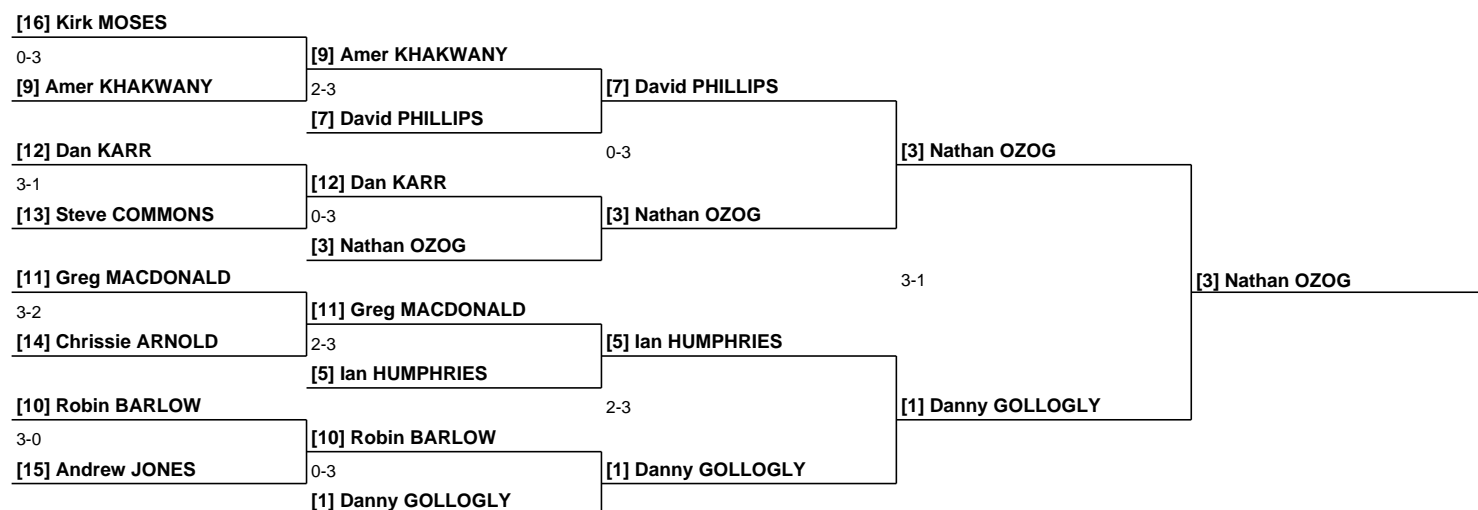 [16] Kirk MOSES
0-3
[9] Amer KHAKWANY
[9] Amer KHAKWANY
2-3
[7] David PHILLIPS
[7] David PHILLIPS
[12] Dan KARR
0-3
[3] Nathan OZOG
3-1
[12] Dan KARR
[13] Steve COMMONS
0-3
[3] Nathan OZOG
[3] Nathan OZOG
[11] Greg MACDONALD
3-1
[3] Nathan OZOG
3-2
[11] Greg MACDONALD
[14] Chrissie ARNOLD
2-3
[5] Ian HUMPHRIES
[5] Ian HUMPHRIES
[10] Robin BARLOW
2-3
[1] Danny GOLLOGLY
3-0
[10] Robin BARLOW
[15] Andrew JONES
0-3
[1] Danny GOLLOGLY
[1] Danny GOLLOGLY